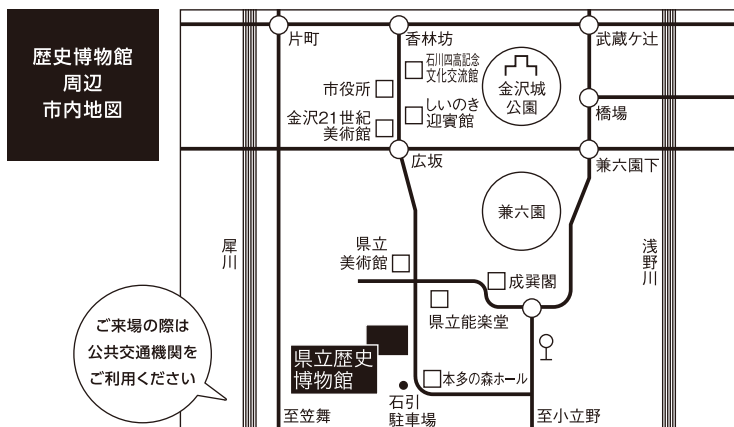 歴史博物館
周辺
市内地図
片町
香林坊
武蔵ケ辻
石川四高記念
文化交流館
市役所
金沢城
公園
しいのき
迎賓館
金沢21世紀
美術館
橋場
広坂
兼六園下
兼六園
犀川
浅野川
県立
美術館
成巽閣
県立能楽堂
ご来場の際は
公共交通機関を
ご利用ください
県立歴史
博物館
本多の森ホール
石引
駐車場
至笠舞
至小立野